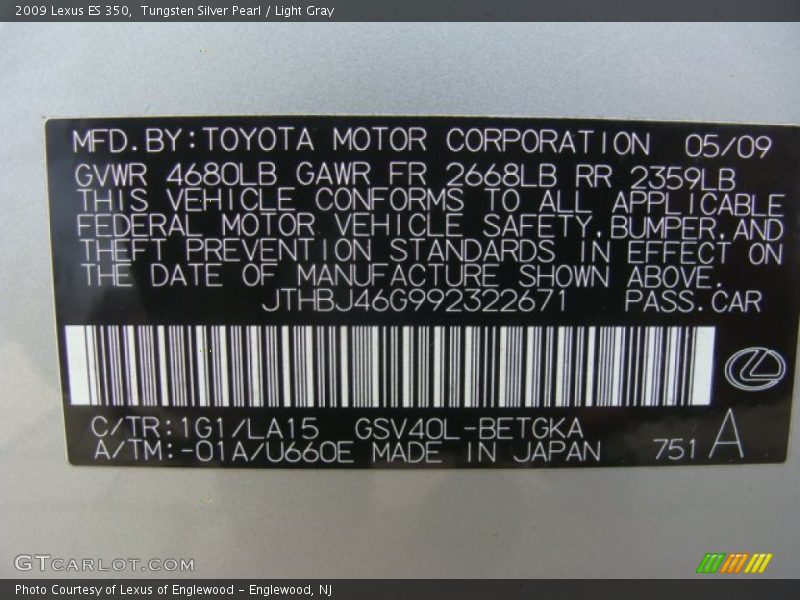 2009 Lexus ES 350,  Tungsten Silver Pearl / Light Gray
MFD.BY:TOYOTA MOTOR CORPORATION 05/09
GVWR 4680LB GAWR FR 2668LB RR 2359LB
THIS VEHICLE CONFORMS TO ALL APPLICABLE
FEDERAL MOTOR VEHICLE SAFETY,BUMPER,AND
THEFT PREVENTION STANDARDS IN EFFECT ON
THE DATE OF MANUFACTURE SHOWN ABOVE.
JTHBJ46G992322671 PASS.CAR
C/TR:1G1/LA15 GSV40L-BETGKA
A/TM:-01A/U660E MADE IN JAPAN 751 A
GTCARLOT.COM
Photo Courtesy of Lexus of Englewood - Englewood, NJ